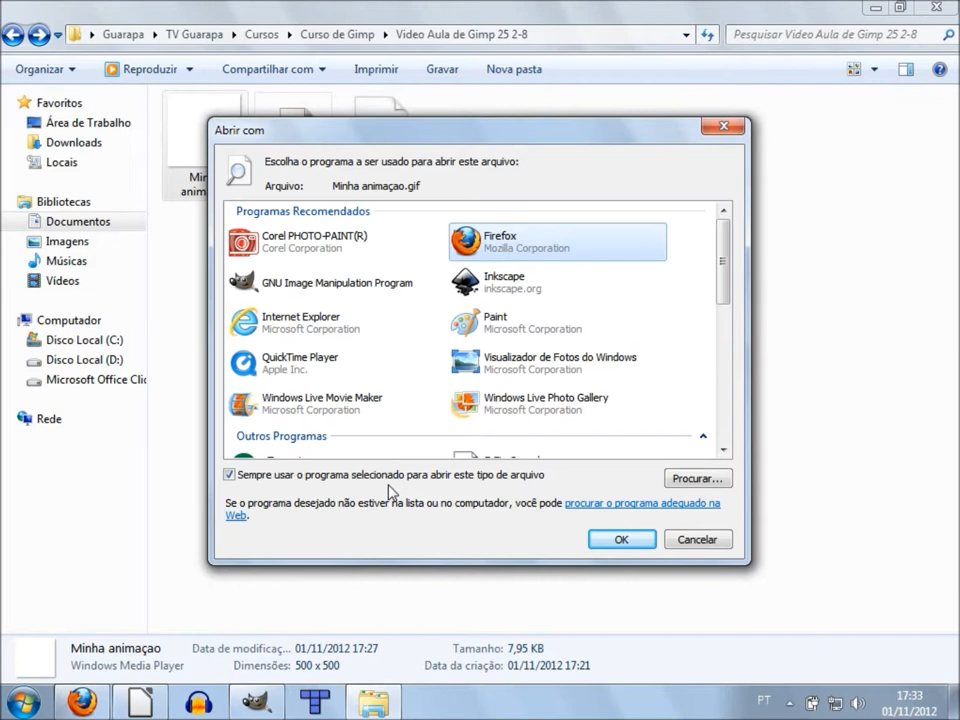 Guarapa ▸ TV Guarapa ▸ Cursos ▸ Curso de Gimp ▸ Video Aula de Gimp 25 2-8
Pesquisar Video Aula de Gimp 25 2-8
Organizar
Reproduzir
Compartilhar com
Imprimir
Gravar
Nova pasta
Favoritos
Área de Trabalho
Downloads
Locais
Bibliotecas
Documentos
Imagens
Músicas
Vídeos
Computador
Disco Local (C:)
Disco Local (D:)
Microsoft Office Clic
Rede
Abrir com
Escolha o programa a ser usado para abrir este arquivo:
Arquivo: Minha animaçao.gif
Programas Recomendados
Corel PHOTO-PAINT(R)
Corel Corporation
Firefox
Mozilla Corporation
GNU Image Manipulation Program
Inkscape
inkscape.org
Internet Explorer
Microsoft Corporation
Paint
Microsoft Corporation
QuickTime Player
Apple Inc.
Visualizador de Fotos do Windows
Microsoft Corporation
Windows Live Movie Maker
Microsoft Corporation
Windows Live Photo Gallery
Microsoft Corporation
Outros Programas
Sempre usar o programa selecionado para abrir este tipo de arquivo
Procurar...
Se o programa desejado não estiver na lista ou no computador, você pode procurar o programa adequado na
Web.
OK
Cancelar
Minha animaçao
Windows Media Player
Data de modificaç... 01/11/2012 17:27
Dimensões: 500 x 500
Tamanho: 7,95 KB
Data da criação: 01/11/2012 17:21
PT
17:33
01/11/2012